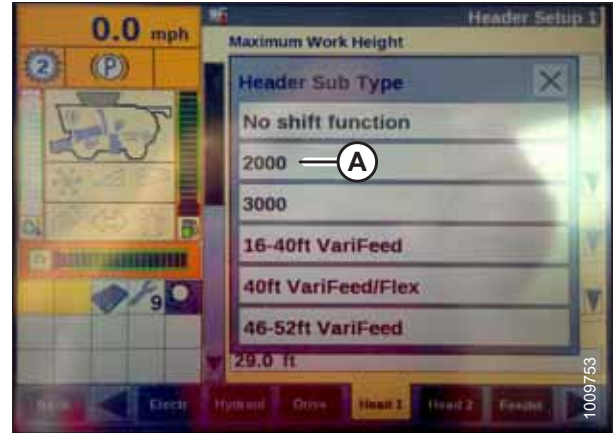 0.0 mph
Header Setup 1
2
(P)
Maximum Work Height
Header Sub Type
No shift function
2000
A
3000
16-40ft VariFeed
40ft VariFeed/Flex
9
46-52ft VariFeed
29.0 ft
Back
Electr
Hydraul
Drive
Head 1
Head 2
Feeder
1009753